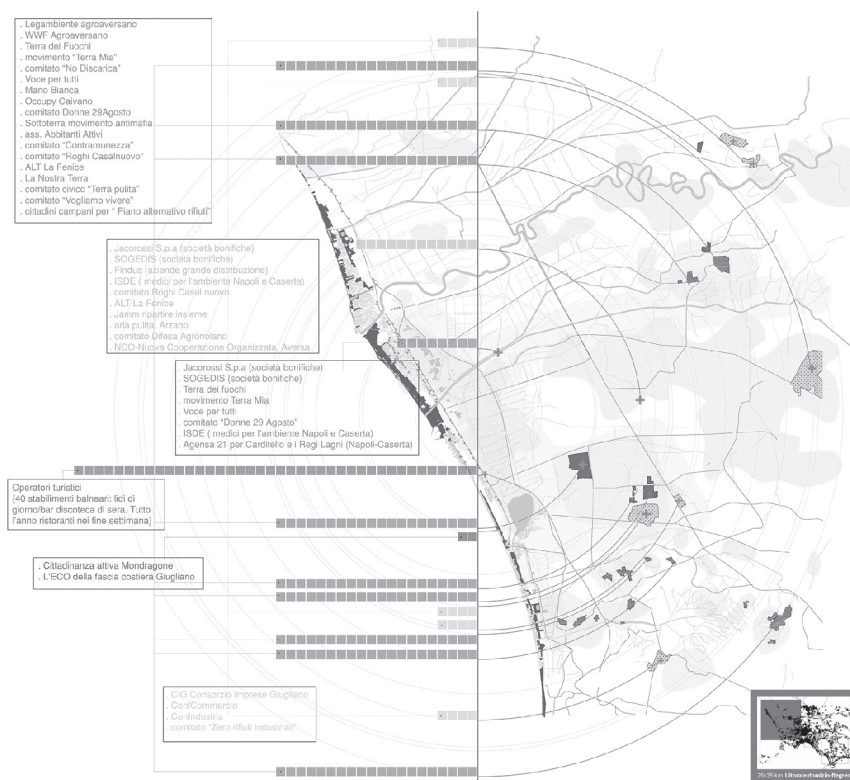 . Legambiente agroaversano
. WWF Agroaversano
. Terra dei Fuochi
. movimento "Terra Mia"
. comitato "No Discarica"
. Voce per tutti
. Mano Bianca
. Occupy Caivano
. comitato Donne 29Agosto
. Sottoterra movimento antimafia
. ass. Abbitanti Attivi
. comitato "Contramunezza"
. comitato "Roghi Casalnuovo"
. ALT La Fenice
. La Nostra Terra
. comitato civico "Terra pulita"
. comitato "Vogliamo vivere"
. cittadini campani per " Piano alternativo rifiuti"
. Jacorossi S.p.a (società bonifiche)
. SOGEDIS (società bonifiche)
. Findus (aziende grande distribuzione)
. ISDE ( medici per l'ambiente Napoli e Caserta)
. comitato Roghi Casal nuovo
. ALT La Fenice
. Jamm ripartire insieme
. aria pulita, Arzano
. comitato Difesa Agronolano
. NCO-Nuova Cooperazione Organizzata, Aversa
. Jacorossi S.p.a (società bonifiche)
. SOGEDIS (società bonifiche)
. Terra dei fuochi
. movimento Terra Mia
. Voce per tutti
. comitato "Donne 29 Agosto"
. ISDE ( medici per l'ambiente Napoli e Caserta)
. Agensa 21 per Carditello e i Regi Lagni (Napoli-Caserta)
Operatori turistici
(40 stabilimenti balneari: lidi di
giorno/bar discoteca di sera. Tutto
l'anno ristoranti nei fine settimana)
. Cittadinanza attiva Mondragone
. L'ECO della fascia costiera Giugliano
. CIG Consorzio Imprese Giugliano
. ConfCommercio
. ConIndustria
. comitato "Zero rifiuti industriali"
25x25 km Litorale domizio-flegreo